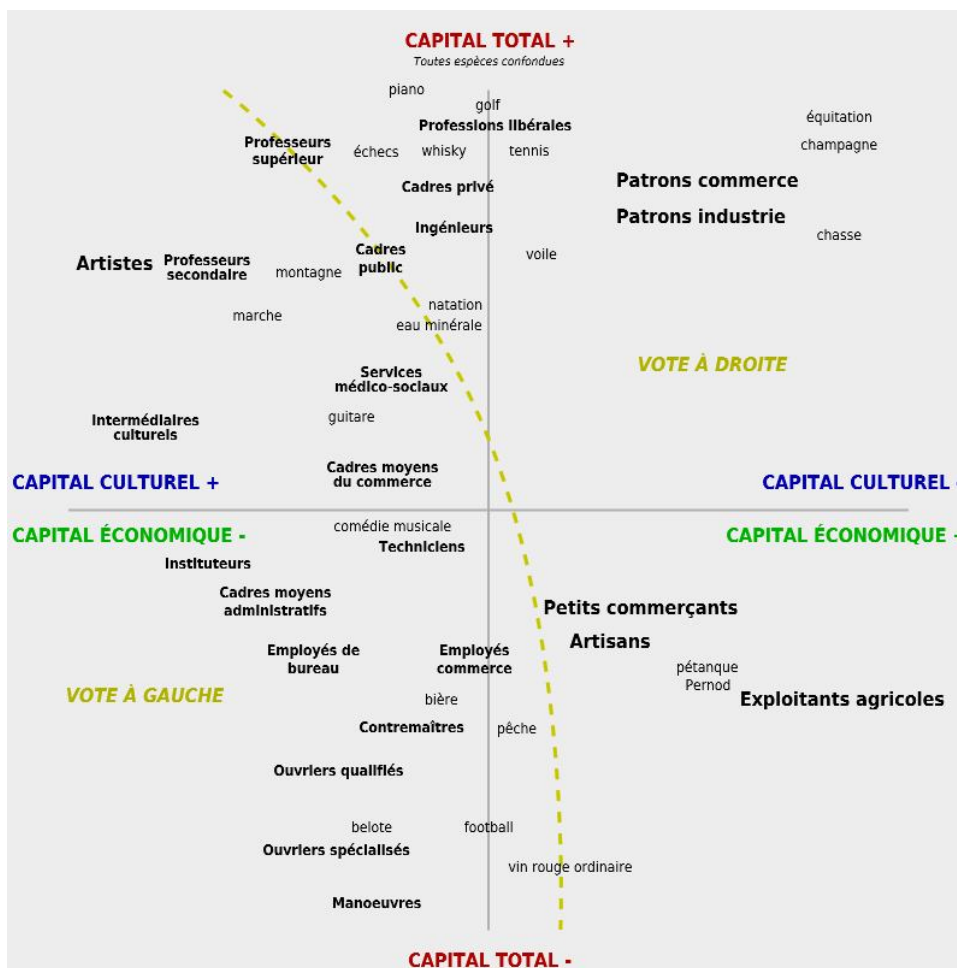 CAPITAL TOTAL +
Toutes espèces confondues
piano
golf
équitation
Professions libérales
Professeurs
supérieur
échecs
whisky
tennis
champagne
Patrons commerce
Cadres privé
Patrons industrie
Ingénieurs
chasse
Cadres
public
voile
Artistes
Professeurs
secondaire
montagne
natation
marche
eau minérale
VOTE À DROITE
Services
médico-sociaux
guitare
Intermédiaires
culturels
Cadres moyens
du commerce
CAPITAL CULTUREL +
CAPITAL CULTUREL -
comédie musicale
CAPITAL ÉCONOMIQUE -
CAPITAL ÉCONOMIQUE +
Techniciens
Instituteurs
Cadres moyens
administratifs
Petits commerçants
Artisans
Employés de
bureau
Employés
commerce
pétanque
Pernod
VOTE À GAUCHE
bière
Exploitants agricoles
Contremaîtres
pêche
Ouvriers qualifiés
belote
football
Ouvriers spécialisés
vin rouge ordinaire
Manoeuvres
CAPITAL TOTAL -